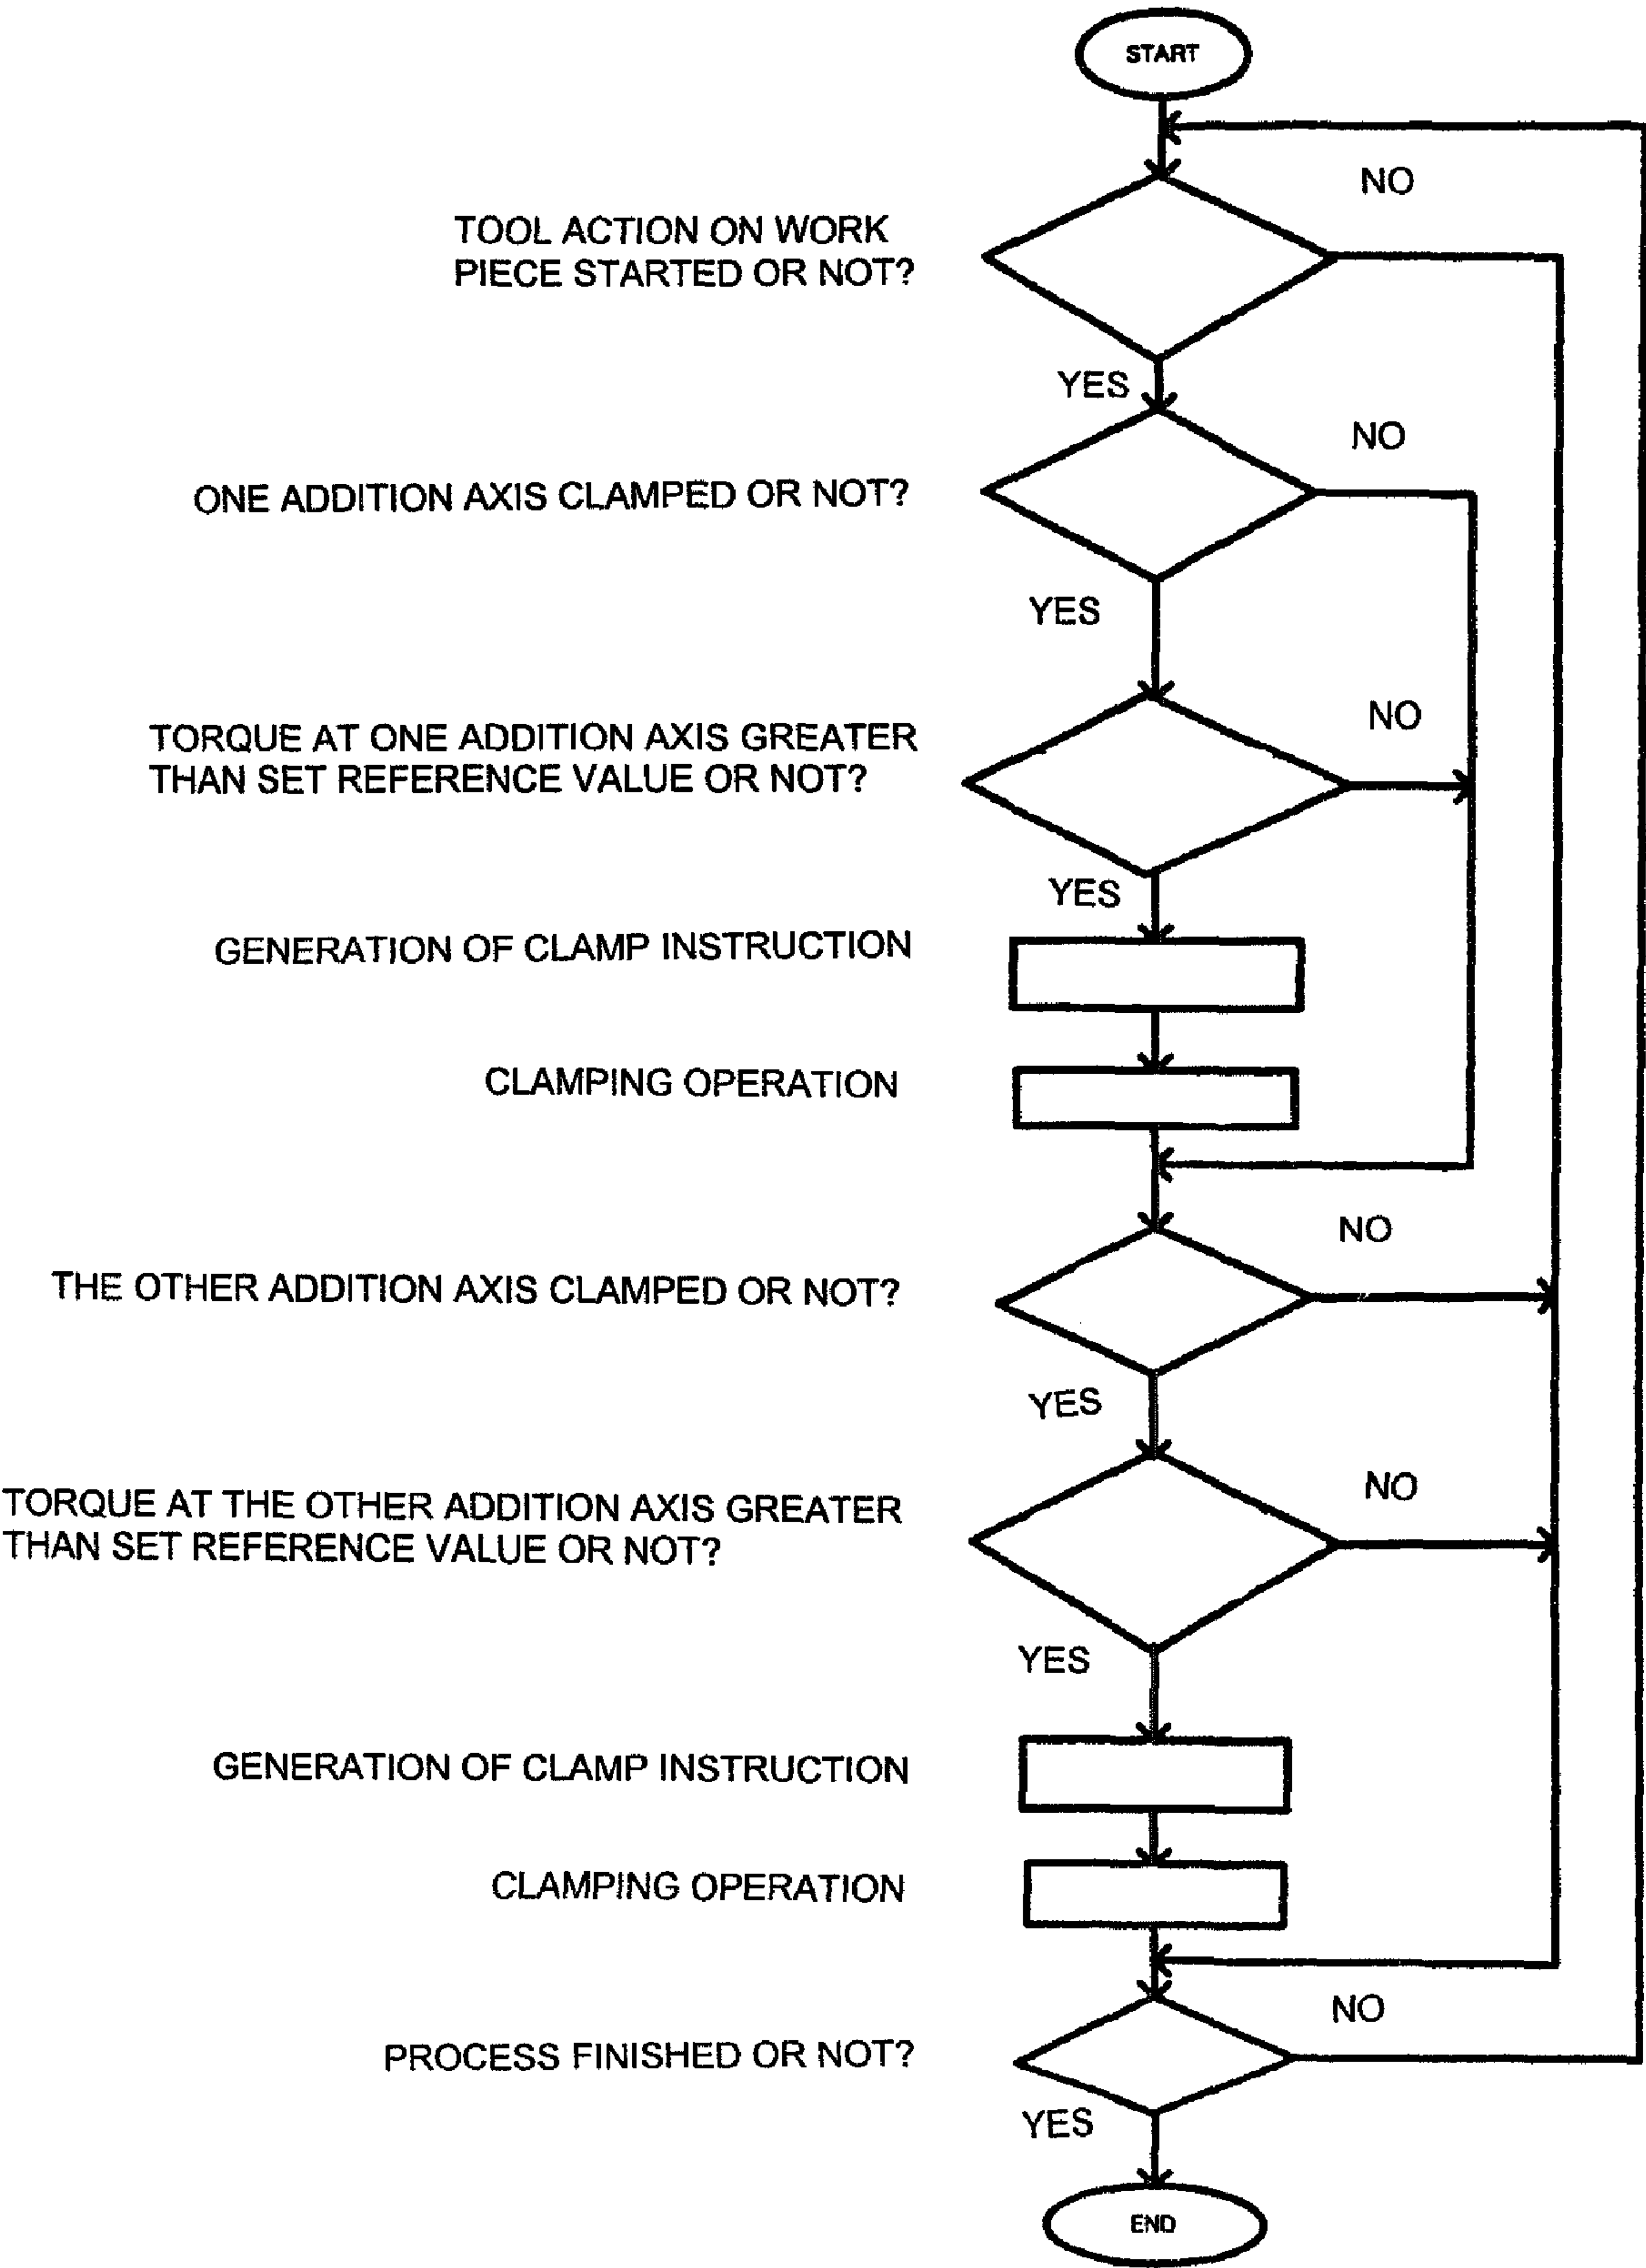 START
NO
TOOL ACTION ON WORK
PIECE STARTED OR NOT?
YES
NO
ONE ADDITION AXIS CLAMPED OR NOT?
YES
NO
TORQUE AT ONE ADDITION AXIS GREATER
THAN SET REFERENCE VALUE OR NOT?
YES
GENERATION OF CLAMP INSTRUCTION
CLAMPING OPERATION
NO
THE OTHER ADDITION AXIS CLAMPED OR NOT?
YES
NO
TORQUE AT THE OTHER ADDITION AXIS GREATER
THAN SET REFERENCE VALUE OR NOT?
YES
GENERATION OF CLAMP INSTRUCTION
CLAMPING OPERATION
NO
PROCESS FINISHED OR NOT?
YES
END